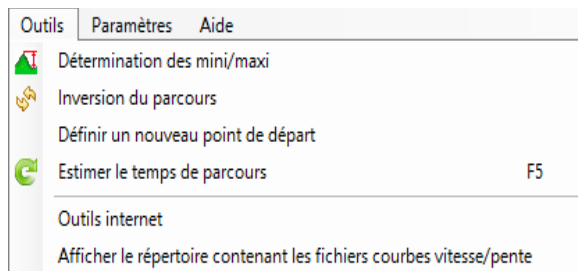 Outils Paramètres Aide
Détermination des mini/maxi
Inversion du parcours
Définir un nouveau point de départ
Estimer le temps de parcours F5
Outils internet
Afficher le répertoire contenant les fichiers courbes vitesse/pente